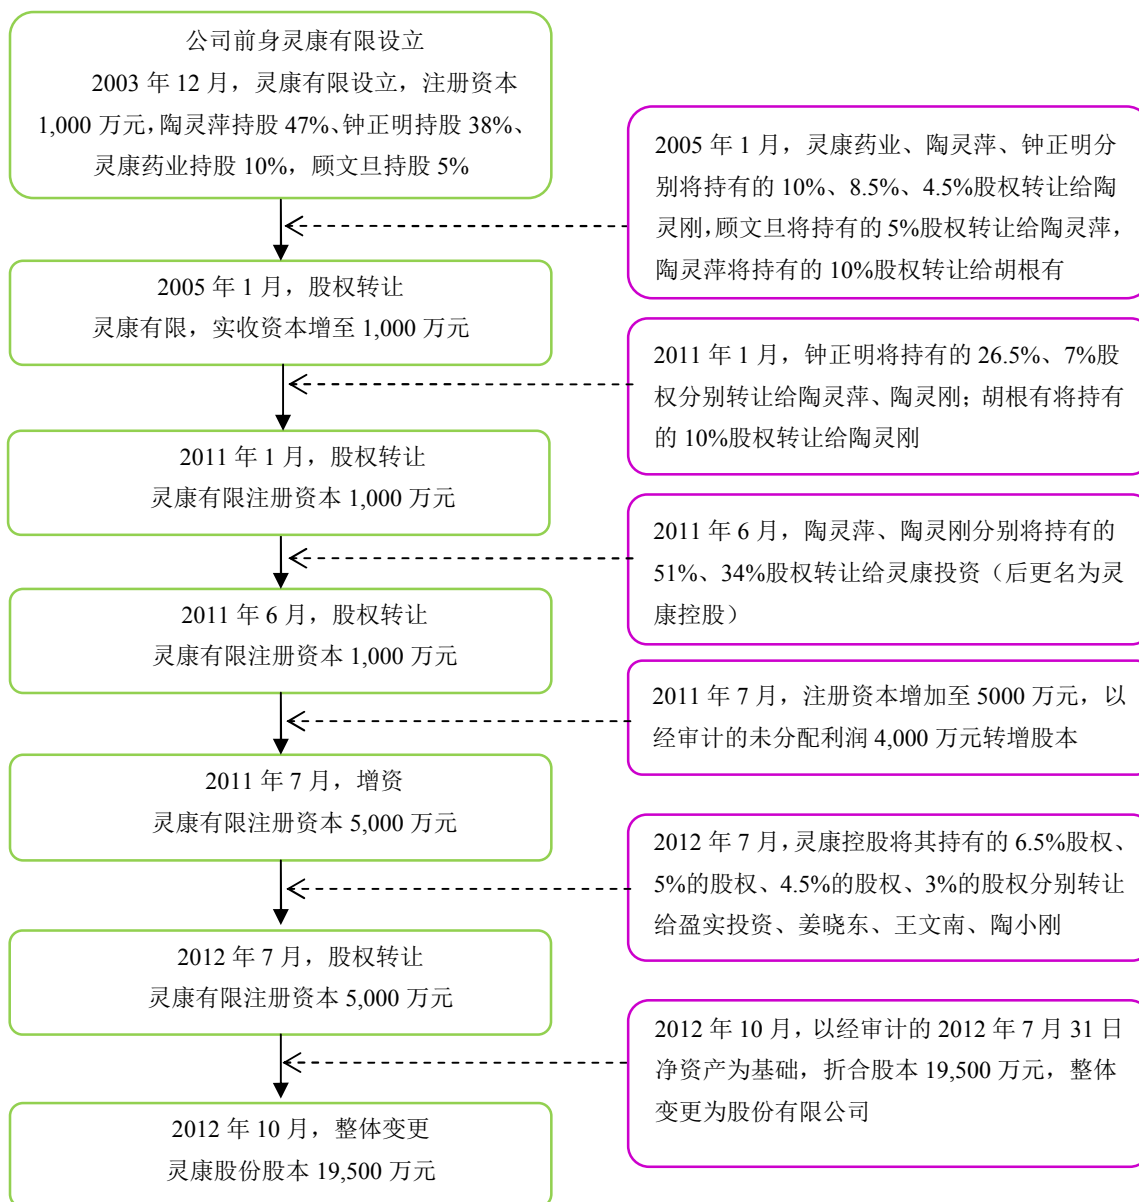 公司前身灵康有限设立
2003 年 12 月，灵康有限设立，注册资本
1,000 万元，陶灵萍持股 47%、钟正明持股 38%、
灵康药业持股 10%，顾文旦持股 5%
2005 年 1 月，灵康药业、陶灵萍、钟正明分
别将持有的 10%、8.5%、4.5%股权转让给陶
灵刚，顾文旦将持有的 5%股权转让给陶灵萍，
陶灵萍将持有的 10%股权转让给胡根有
2005 年 1 月，股权转让
灵康有限，实收资本增至 1,000 万元
2011 年 1 月，钟正明将持有的 26.5%、7%股
权分别转让给陶灵萍、陶灵刚；胡根有将持有
的 10%股权转让给陶灵刚
2011 年 1 月，股权转让
灵康有限注册资本 1,000 万元
2011 年 6 月，陶灵萍、陶灵刚分别将持有的
51%、34%股权转让给灵康投资（后更名为灵
康控股）
2011 年 6 月，股权转让
灵康有限注册资本 1,000 万元
2011 年 7 月，注册资本增加至 5000 万元，以
经审计的未分配利润 4,000 万元转增股本
2011 年 7 月，增资
灵康有限注册资本 5,000 万元
2012 年 7 月，灵康控股将其持有的 6.5%股权、
5%的股权、4.5%的股权、3%的股权分别转让
给盈实投资、姜晓东、王文南、陶小刚
2012 年 7 月，股权转让
灵康有限注册资本 5,000 万元
2012 年 10 月，以经审计的 2012 年 7 月 31 日
净资产为基础，折合股本 19,500 万元，整体
变更为股份有限公司
2012 年 10 月，整体变更
灵康股份股本 19,500 万元